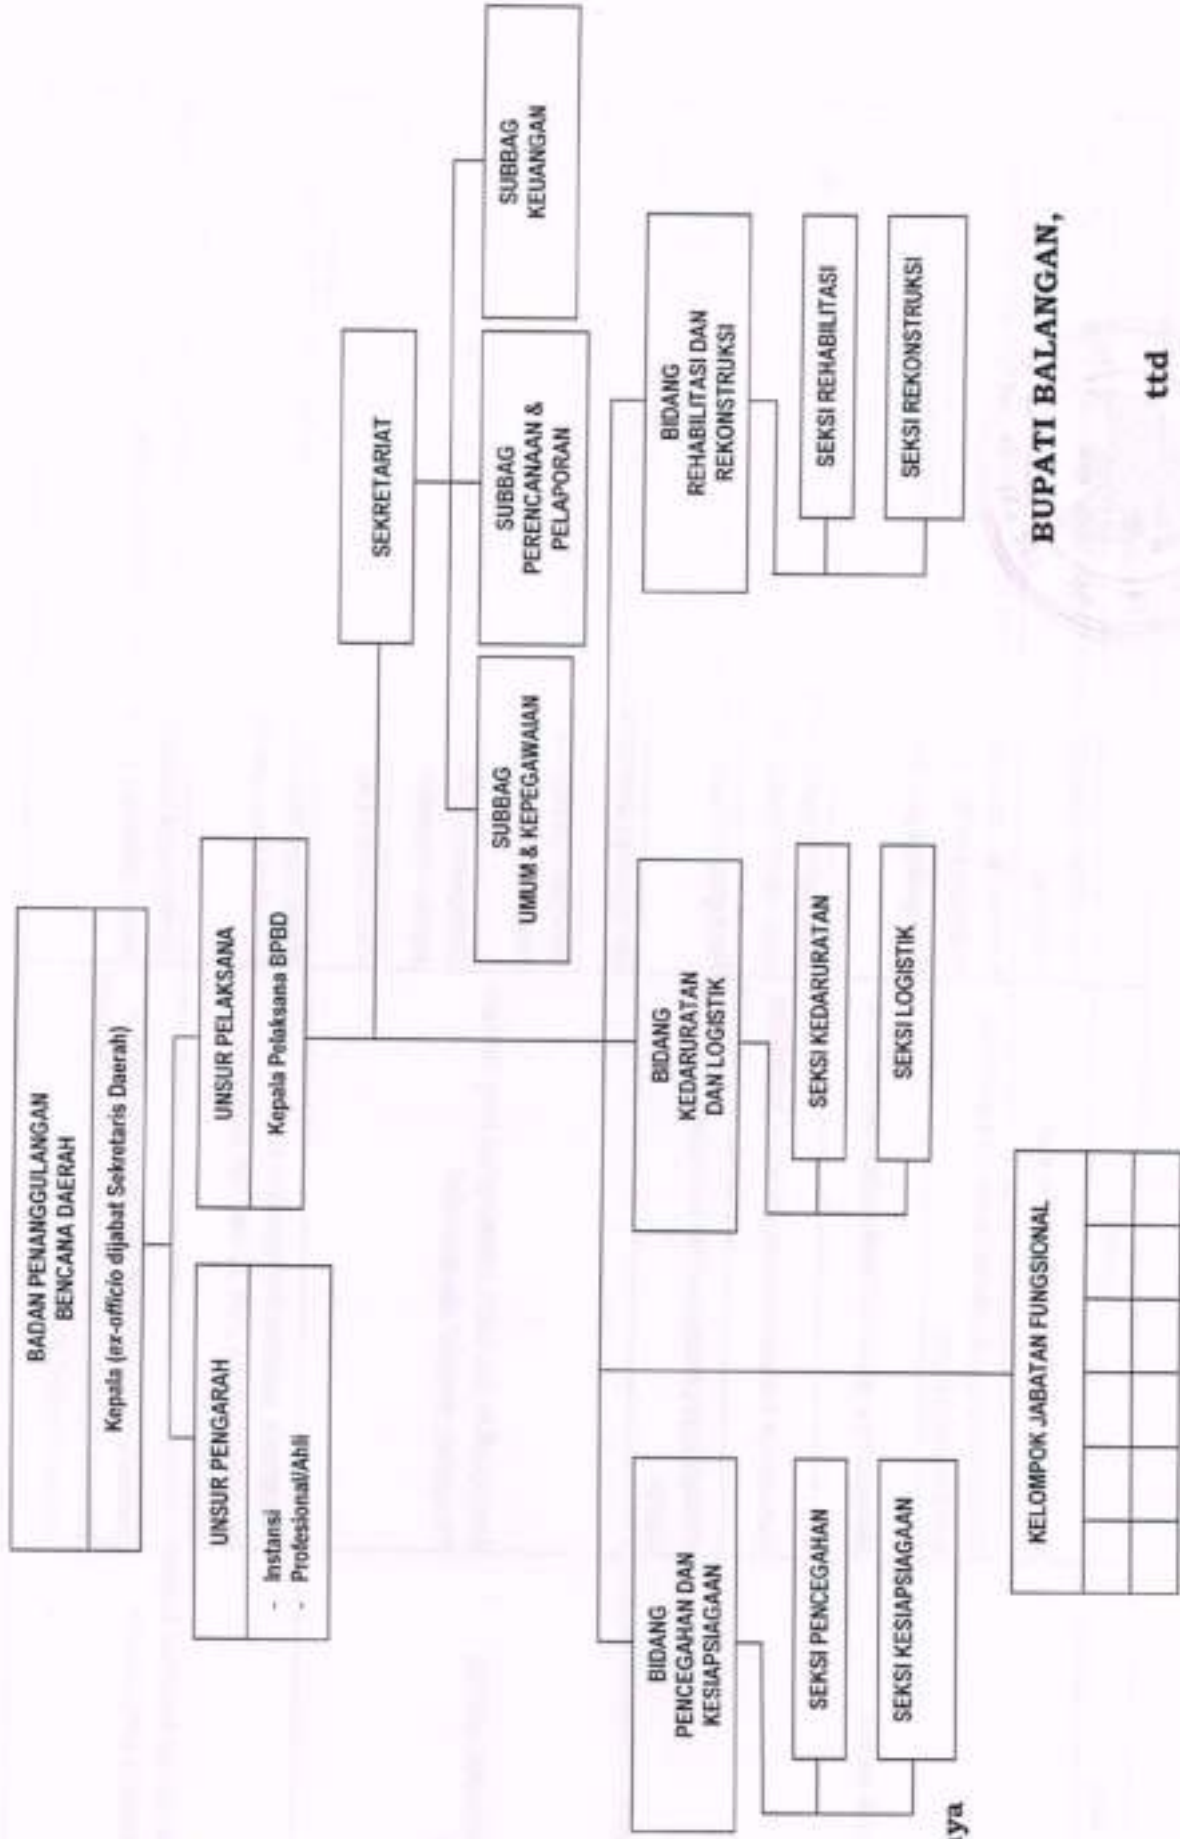 BADAN PENANGGULANGAN
BENCANA DAERAH
Kepala (ex-officio dijabat Sekretaris Daerah)
UNSUR PENGARAH
- Instansi
- Profesional/Ahli
UNSUR PELAKSANA
Kepala Pelaksana BPBD
SEKRETARIAT
SUBBAG
UMUM & KEPEGAWAIAN
SUBBAG
PERENCANAAN &
PELAPORAN
SUBBAG
KEUANGAN
BIDANG
PENCEGAHAN DAN
KESIAPSIAGAAN
SEKSI PENCEGAHAN
SEKSI KESIAPSIAGAAN
BIDANG
KEDARURATAN
DAN LOGISTIK
SEKSI KEDARURATAN
SEKSI LOGISTIK
BIDANG
REHABILITASI DAN
REKONSTRUKSI
SEKSI REHABILITASI
SEKSI REKONSTRUKSI
KELOMPOK JABATAN FUNGSIONAL
ya
BUPATI BALANGAN,
ttd